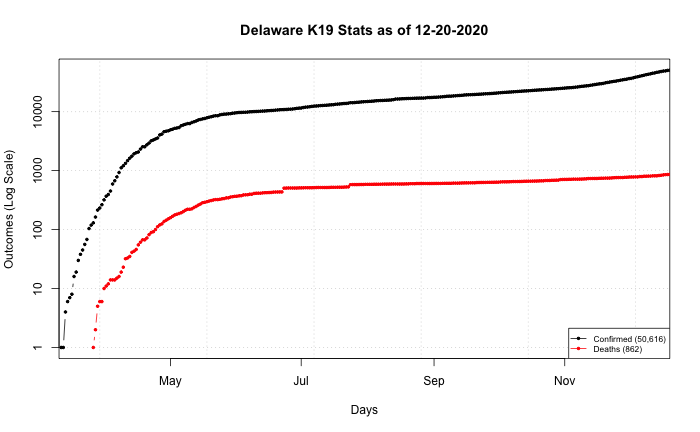 Delaware K19 Stats as of 12-20-2020
Outcomes (Log Scale)
10000
1000
100
10
1
May
Jul
Sep
Nov
Days
Confirmed (50,616)
Deaths (862)